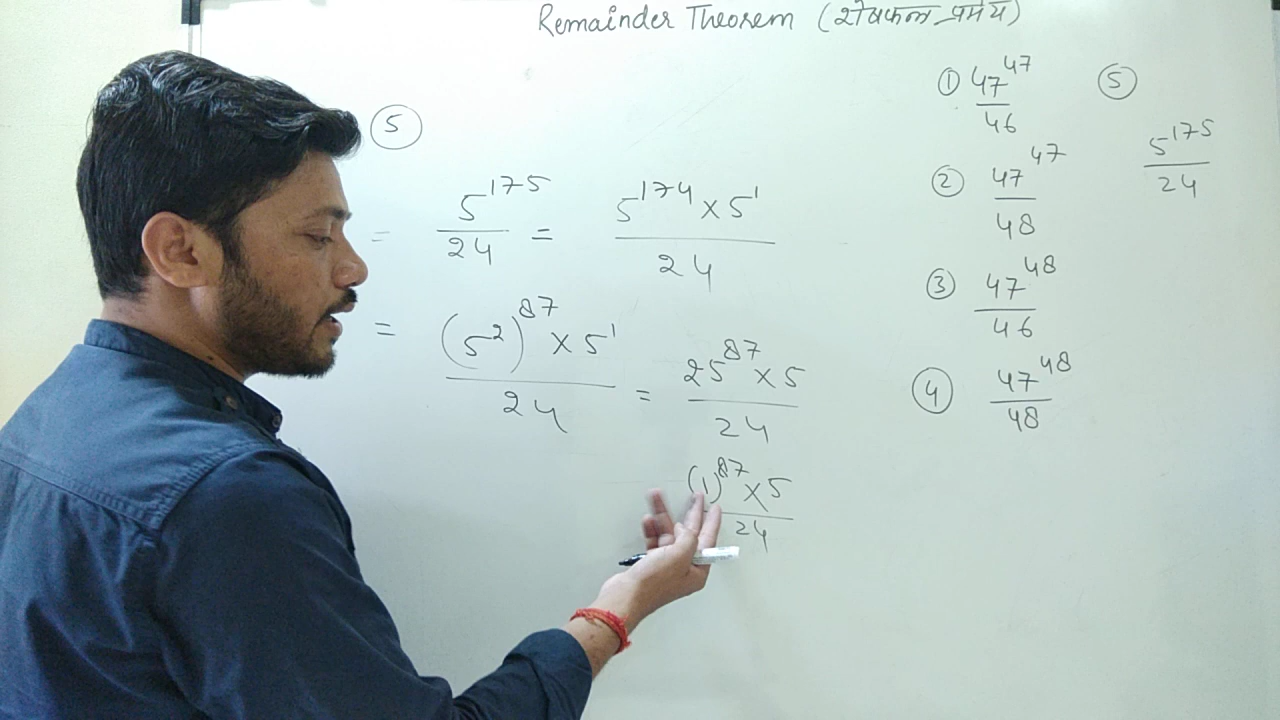 Remainder Theorem (शेषफल प्रमेय)
⑤
= 5^175/24 = 5^174 × 5^1/24
= (5^2)^87 × 5^1/24 = 25^87 × 5/24
(1)^87 × 5/24
① 47^47/46
② 47^47/48
③ 47^48/46
④ 47^48/48
⑤ 5^175/24